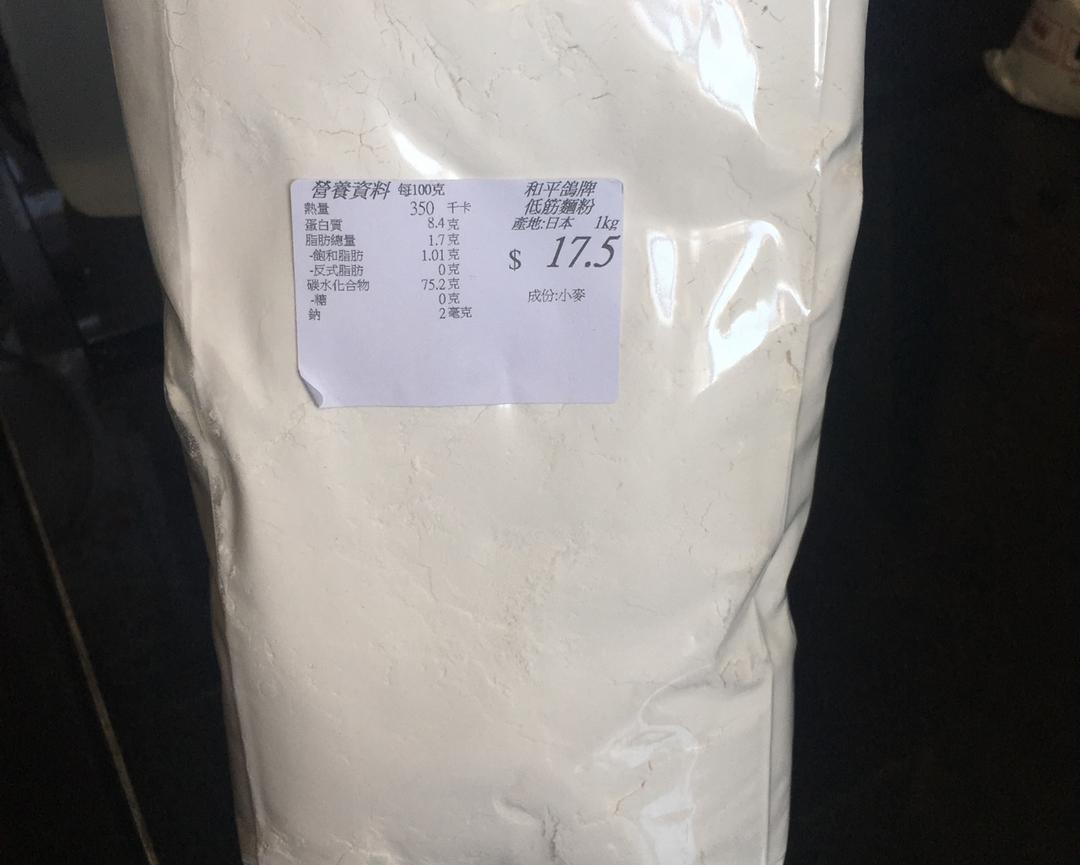 營養資料 每100克
熱量 350 千卡
蛋白質 8.4克
脂肪總量 1.7克
-飽和脂肪 1.01克
-反式脂肪 0克
碳水化合物 75.2克
-糖 0克
鈉 2毫克
和平鴿牌
低筋麵粉
產地:日本 1kg
$ 17.5
成份:小麥